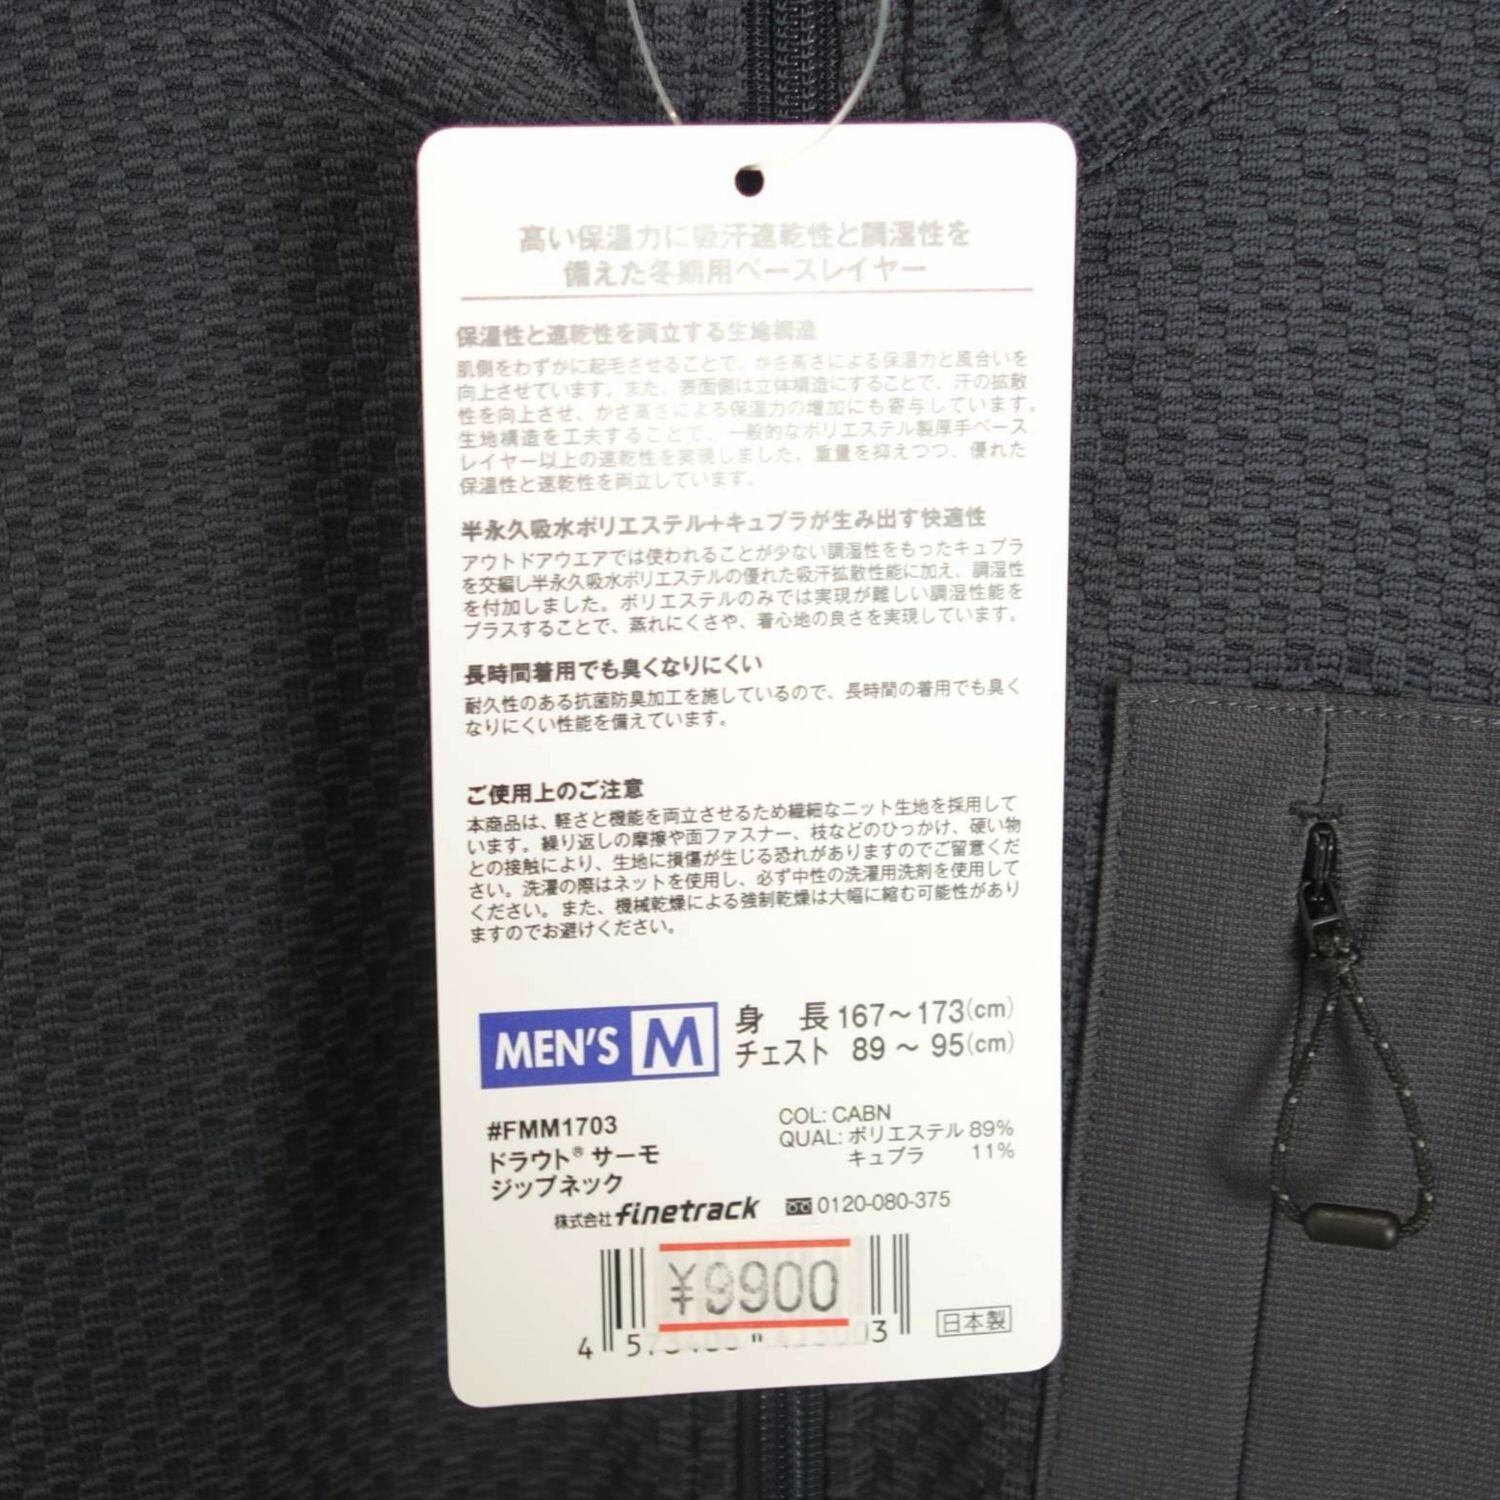 高い保温力に吸汗速乾性と調湿性を
備えた冬期用ベースレイヤー
保温性と速乾性を両立する生地構造
肌側をわずかに起毛させることで、かさ高さによる保温力と風合いを
向上させています。また、表面側は立体構造にすることで、汗の拡散
性を向上させ、かさ高さによる保温力の増加にも寄与しています。
生地構造を工夫することで、一般的なポリエステル製厚手ベース
レイヤー以上の速乾性を実現しました。重量を抑えつつ、優れた
保温性と速乾性を両立しています。
半永久吸水ポリエステル+キュプラが生み出す快適性
アウトドアウエアでは使われることが少ない調湿性をもったキュプラ
を交編し半永久吸水ポリエステルの優れた吸汗拡散性能に加え、調湿性
を付加しました。ポリエステルのみでは実現が難しい調湿性能を
プラスすることで、蒸れにくさや、着心地の良さを実現しています。
長時間着用でも臭くなりにくい
耐久性のある抗菌防臭加工を施しているので、長時間の着用でも臭く
なりにくい性能を備えています。
ご使用上のご注意
本商品は、軽さと機能を両立させるため繊細なニット生地を採用して
います。繰り返しの摩擦や面ファスナー、枝などのひっかけ、硬い物
との接触により、生地に損傷が生じる恐れがありますのでご留意くだ
さい。洗濯の際はネットを使用し、必ず中性の洗濯用洗剤を使用して
ください。また、機械乾燥による強制乾燥は大幅に縮む可能性があり
ますのでお避けください。
MEN'S M
身 長 167～173(cm)
チェスト 89～95(cm)
#FMM1703
ドラウト® サーモ
ジップネック
COL: CABN
QUAL: ポリエステル 89%
キュプラ 11%
株式会社finetrack 0120-080-375
¥9900
日本製